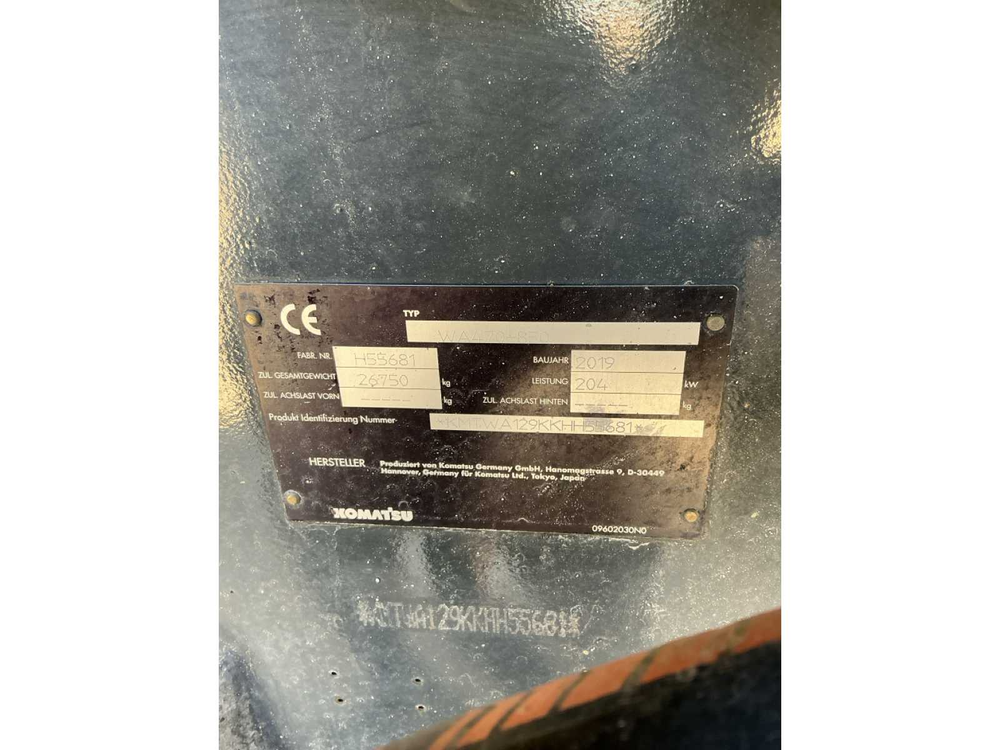 CE
TYP
FABR. NR. H55681 BAUJAHR 2019
ZUL. GESAMTGEWICHT 26750 kg LEISTUNG 204 kW
ZUL. ACHSLAST VORN ----- kg ZUL. ACHSLAST HINTEN ----- kg
Produkt Identifizierung Nummer *KMTWA129KKHH55681*
HERSTELLER Produziert von Komatsu Germany GmbH, Hanomagstrasse 9, D-30449
Hannover, Germany für Komatsu Ltd., Tokyo, Japan
KOMATSU
09602030N0
*KMTWA129KKHH55681*